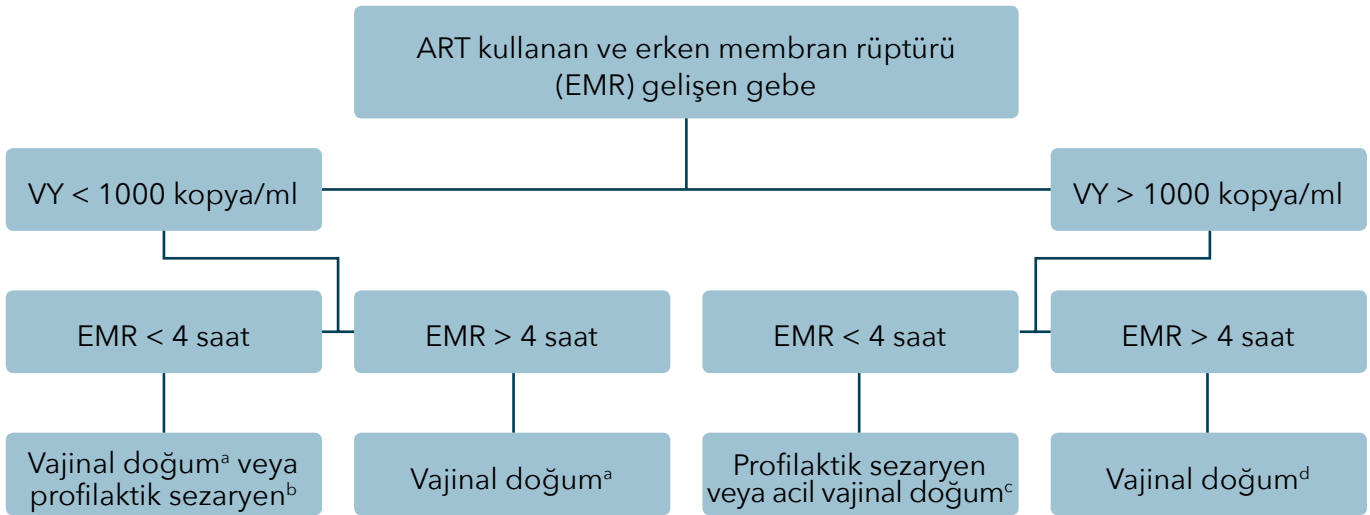 ART kullanan ve erken membran rüptürü
(EMR) gelişen gebe
VY < 1000 kopya/ml
VY > 1000 kopya/ml
EMR < 4 saat
EMR > 4 saat
EMR < 4 saat
EMR > 4 saat
Vajinal doğumᵃ veya
profilaktik sezaryenᵇ
Vajinal doğumᵃ
Profilaktik sezaryen
veya acil vajinal doğumᶜ
Vajinal doğumᵈ